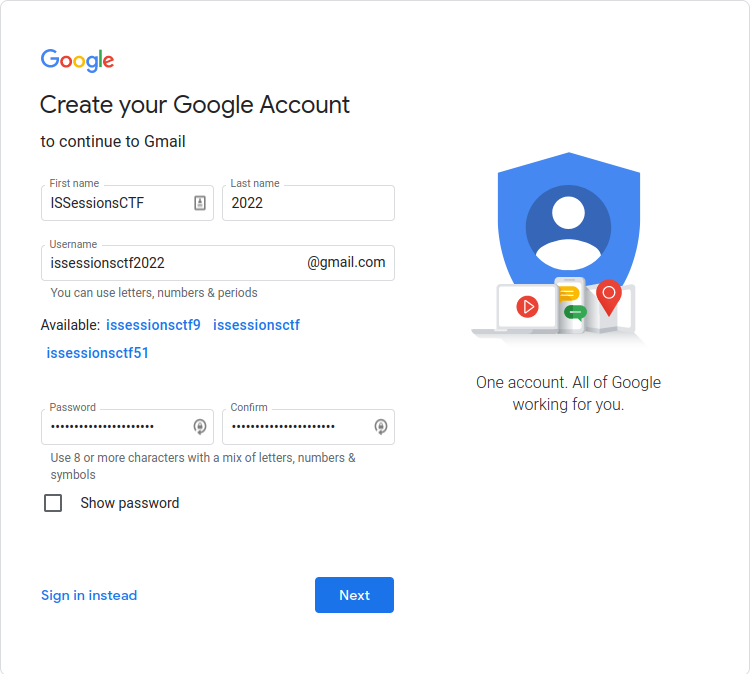 Google
Create your Google Account
to continue to Gmail
First name
Last name
ISSessionsCTF
2022
Username
issessionsctf2022
@gmail.com
You can use letters, numbers & periods
Available: issessionsctf9 issessionsctf
issessionsctf51
Password
Confirm
•••••••••••••••••••••• ••••••••••••••••••••••
Use 8 or more characters with a mix of letters, numbers &
symbols
Show password
Sign in instead
Next
One account. All of Google
working for you.